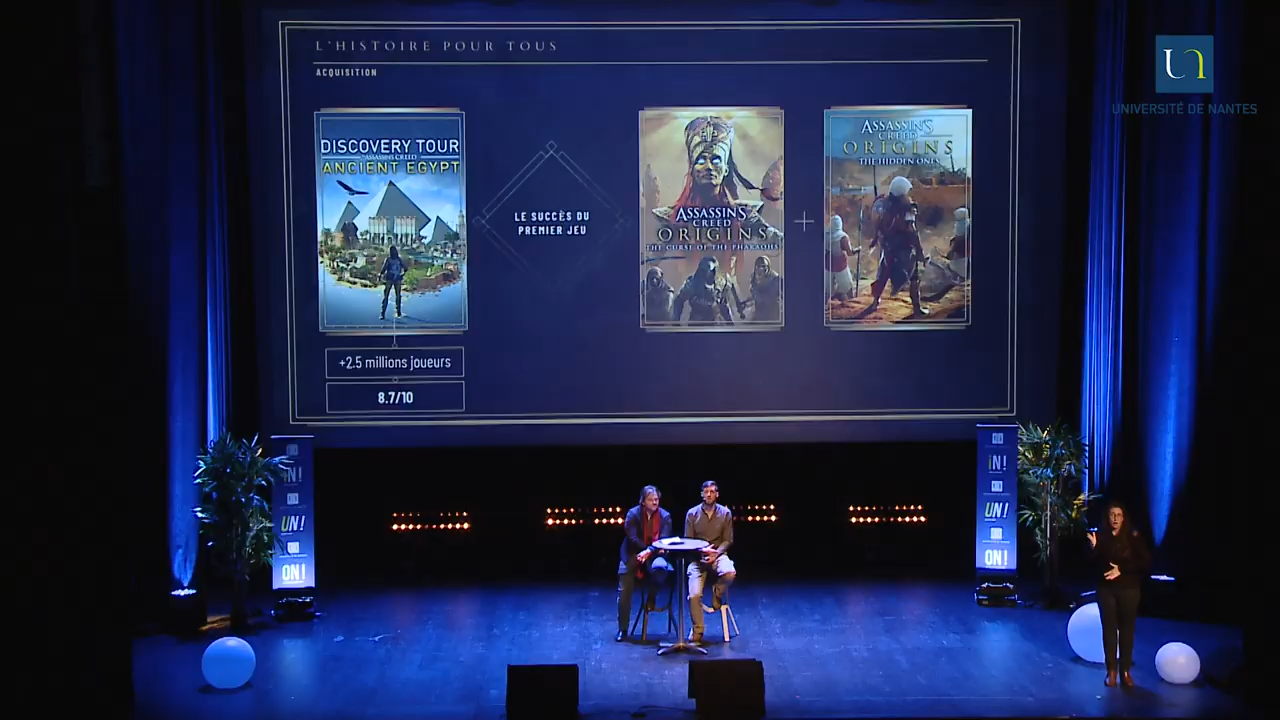 L'HISTOIRE POUR TOUS
ACQUISITION
DISCOVERY TOUR
ASSASSIN'S CREED
ANCIENT EGYPT
+2.5 millions joueurs
8.7/10
LE SUCCÈS DU
PREMIER JEU
ASSASSIN'S
CREED
ORIGINS
THE CURSE OF THE PHARAOHS
+
ASSASSIN'S
CREED
ORIGINS
THE HIDDEN ONES
UN
UNIVERSITÉ DE NANTES
iN!
UN!
ON!
iN!
UN!
ON!